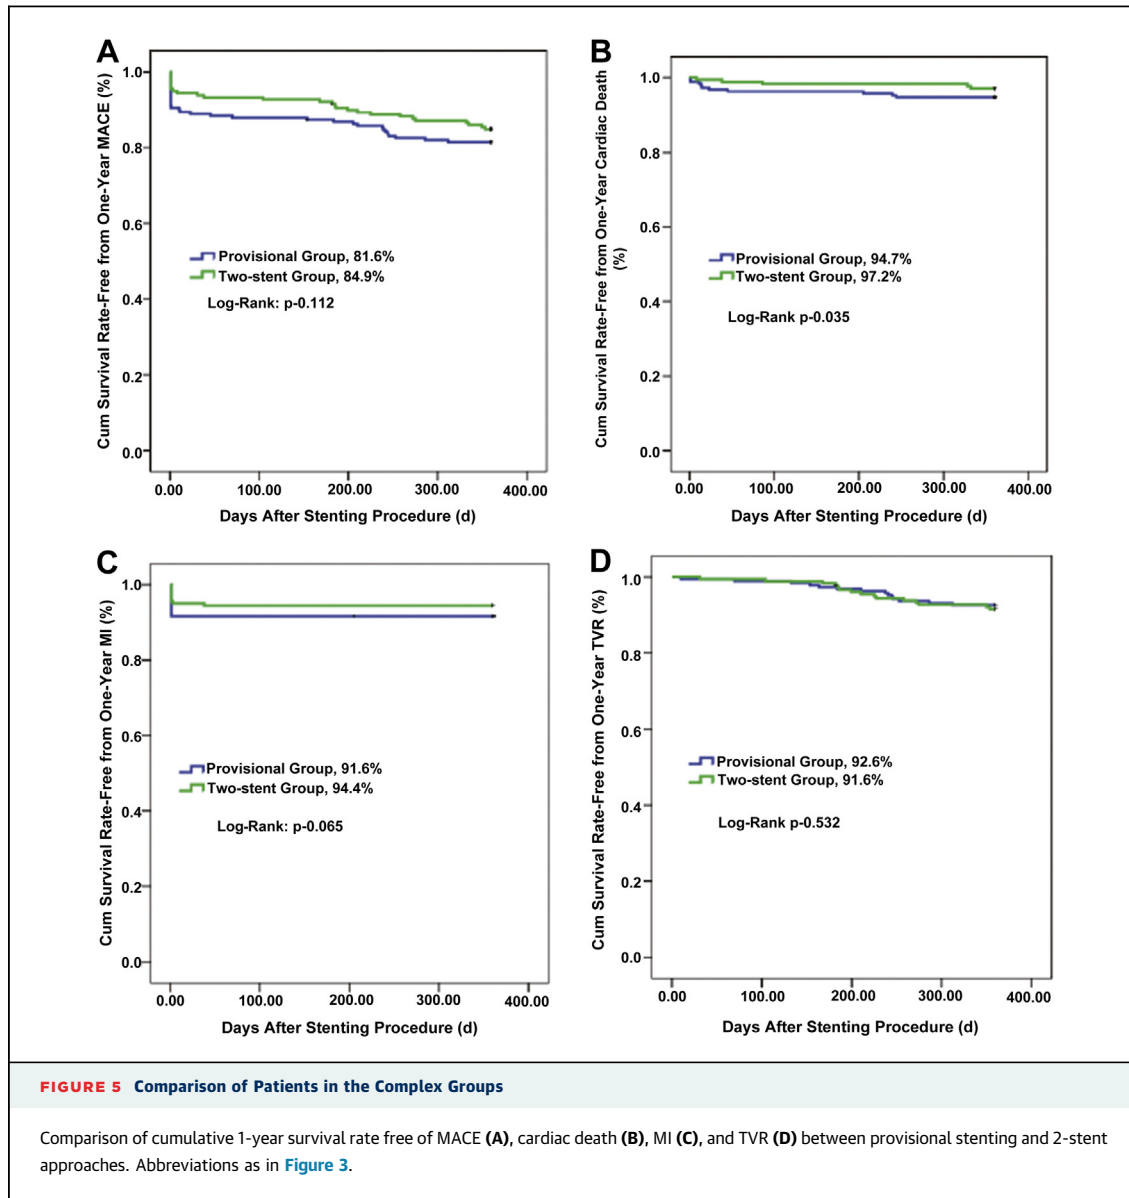 A
Cum Survival Rate-Free from One-Year MACE (%)
1.0
0.8
0.6
0.4
0.2
0.0
Provisional Group, 81.6%
Two-stent Group, 84.9%
Log-Rank: p-0.112
0.00 100.00 200.00 300.00 400.00
Days After Stenting Procedure (d)
B
Cum Survival Rate-Free from One-Year Cardiac Death
(%)
1.0
0.8
0.6
0.4
0.2
0.0
Provisional Group, 94.7%
Two-stent Group, 97.2%
Log-Rank p-0.035
0.00 100.00 200.00 300.00 400.00
Days After Stenting Procedure (d)
C
Cum Survival Rate-Free from One-Year MI (%)
1.0
0.8
0.6
0.4
0.2
0.0
Provisional Group, 91.6%
Two-stent Group, 94.4%
Log-Rank: p-0.065
0.00 100.00 200.00 300.00 400.00
Days After Stenting Procedure (d)
D
Cum Survival Rate-Free from One-Year TVR (%)
1.0
0.8
0.6
0.4
0.2
0.0
Provisional Group, 92.6%
Two-stent Group, 91.6%
Log-Rank p-0.532
0.00 100.00 200.00 300.00 400.00
Days After Stenting Procedure (d)
FIGURE 5 Comparison of Patients in the Complex Groups
Comparison of cumulative 1-year survival rate free of MACE (A), cardiac death (B), MI (C), and TVR (D) between provisional stenting and 2-stent
approaches. Abbreviations as in Figure 3.